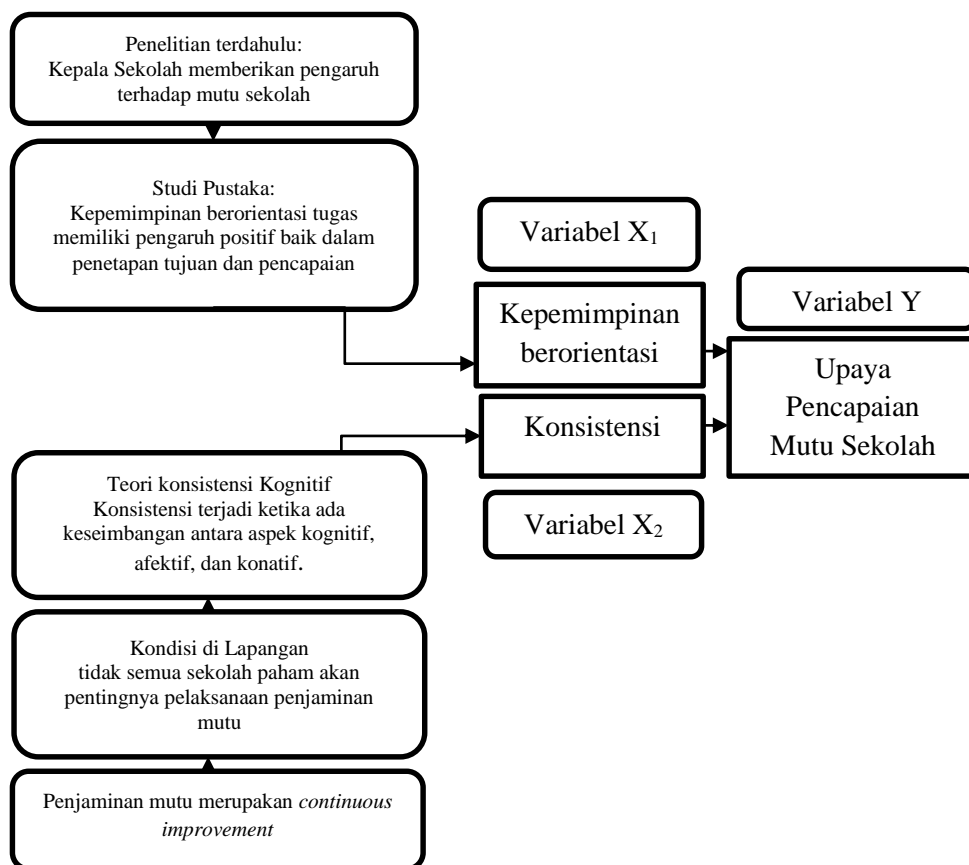 Penelitian terdahulu:
Kepala Sekolah memberikan pengaruh
terhadap mutu sekolah
Studi Pustaka:
Kepemimpinan berorientasi tugas
memiliki pengaruh positif baik dalam
penetapan tujuan dan pencapaian
Variabel X₁
Kepemimpinan
berorientasi
Variabel Y
Upaya
Pencapaian
Mutu Sekolah
Konsistensi
Variabel X₂
Teori konsistensi Kognitif
Konsistensi terjadi ketika ada
keseimbangan antara aspek kognitif,
afektif, dan konatif.
Kondisi di Lapangan
tidak semua sekolah paham akan
pentingnya pelaksanaan penjaminan
mutu
Penjaminan mutu merupakan continuous
improvement